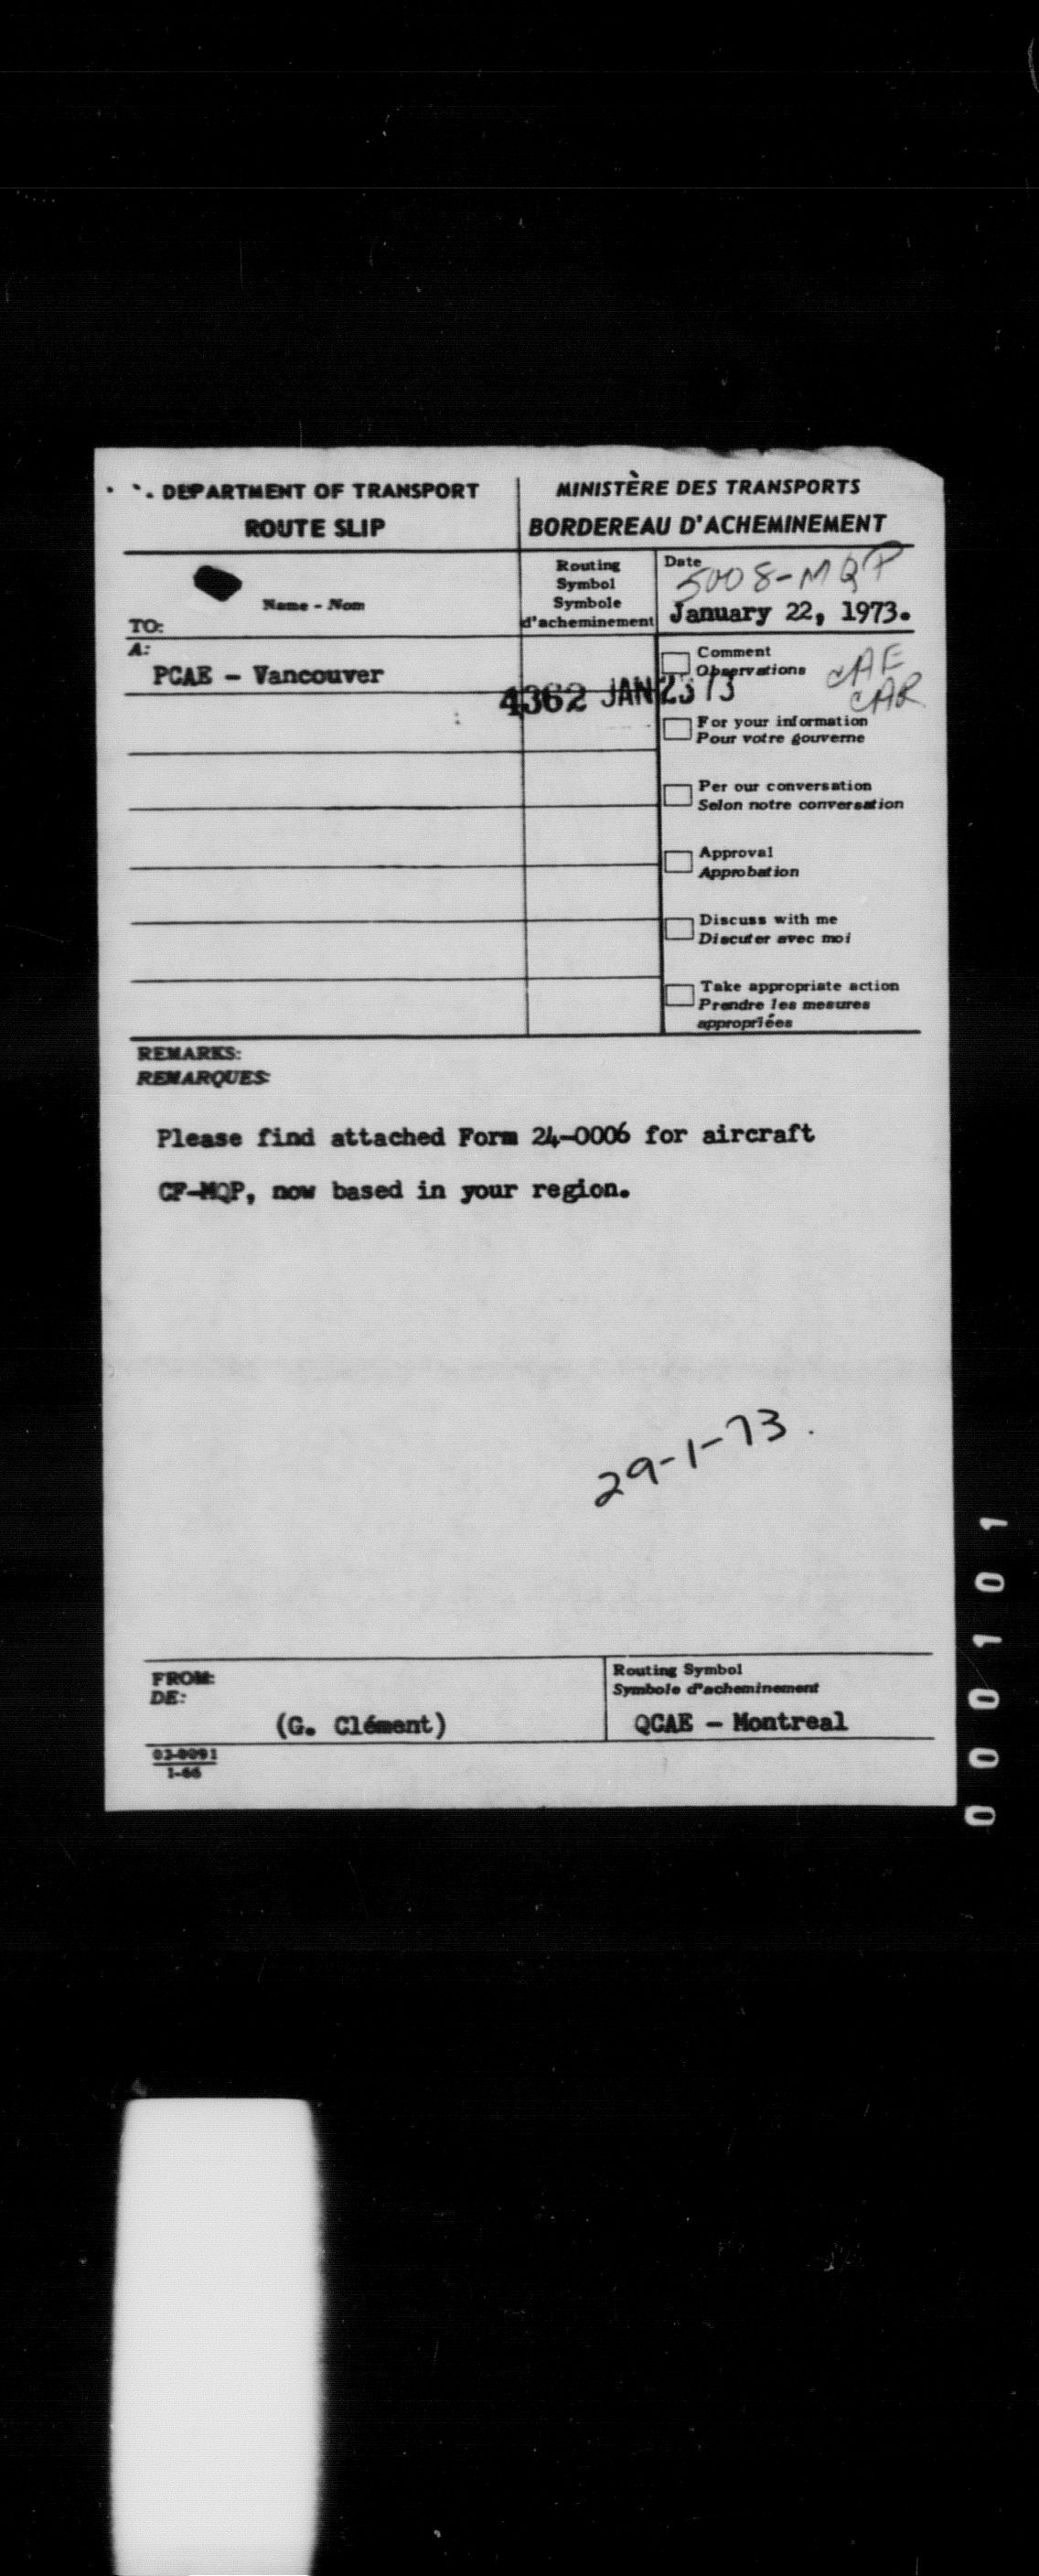 DEPARTMENT OF TRANSPORT
ROUTE SLIP
MINISTÈRE DES TRANSPORTS
BORDEREAU D'ACHEMINEMENT
Name - Nom
TO:
Routing
Symbol
Symbole
d'acheminement
Date
5008-MQP
January 22, 1973.
A:
PCAE - Vancouver
4362 JAN 23 73
Comment
Observations
CAE
CAR
For your information
Pour votre gouverne
Per our conversation
Selon notre conversation
Approval
Approbation
Discuss with me
Discuter avec moi
Take appropriate action
Prendre les mesures
appropriées
REMARKS:
REMARQUES:
Please find attached Form 24-0006 for aircraft
CF-MQP, now based in your region.
29-1-73.
FROM:
DE:
(G. Clément)
Routing Symbol
Symbole d'acheminement
QCAE - Montreal
03-0091
1-66
000101